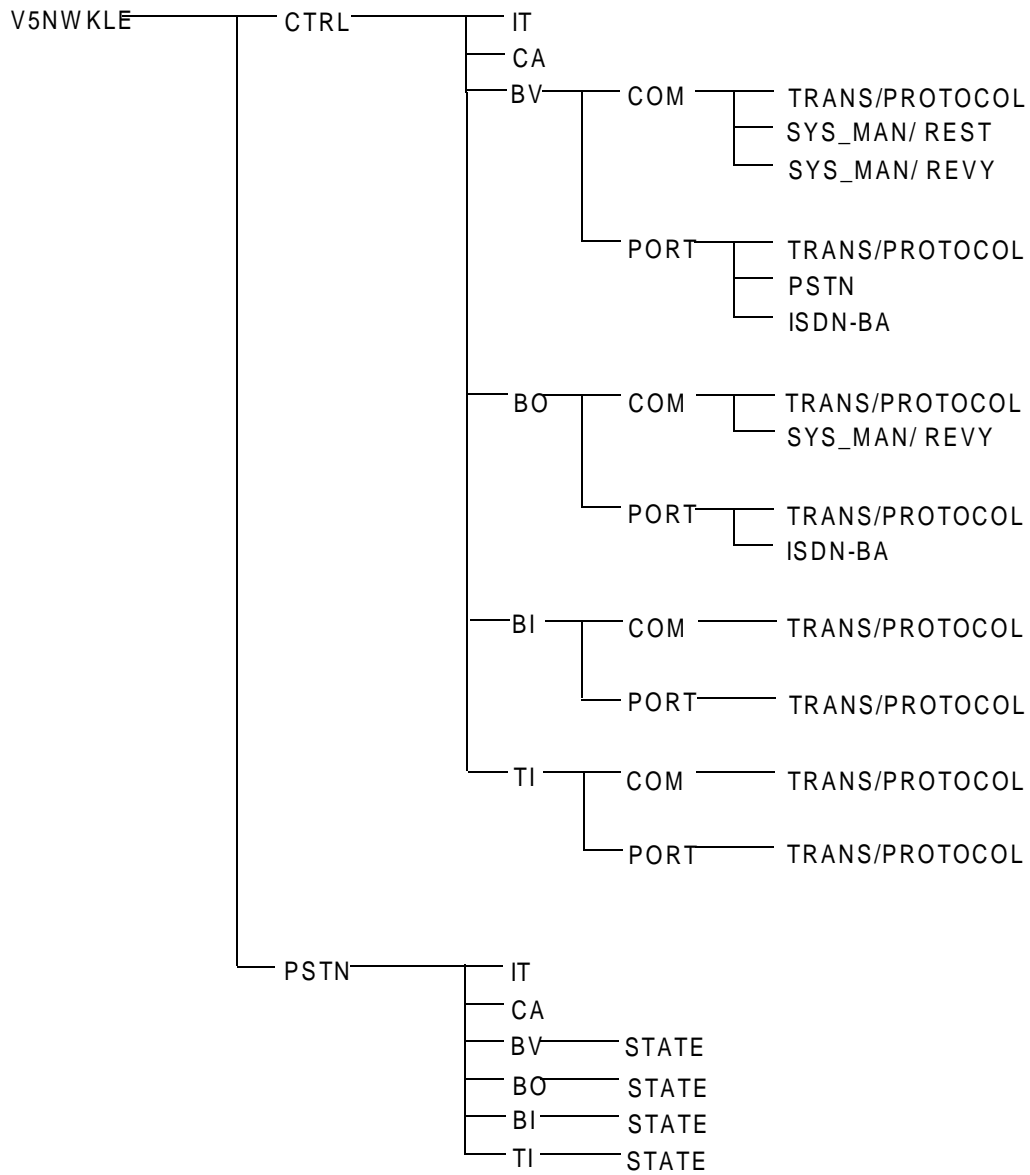 V5NWKLE CTRL IT
CA
BV COM TRANS/PROTOCOL
SYS_MAN/ REST
SYS_MAN/ REVY
PORT TRANS/PROTOCOL
PSTN
ISDN-BA
BO COM TRANS/PROTOCOL
SYS_MAN/ REVY
PORT TRANS/PROTOCOL
ISDN-BA
BI COM TRANS/PROTOCOL
PORT TRANS/PROTOCOL
TI COM TRANS/PROTOCOL
PORT TRANS/PROTOCOL
PSTN IT
CA
BV STATE
BO STATE
BI STATE
TI STATE